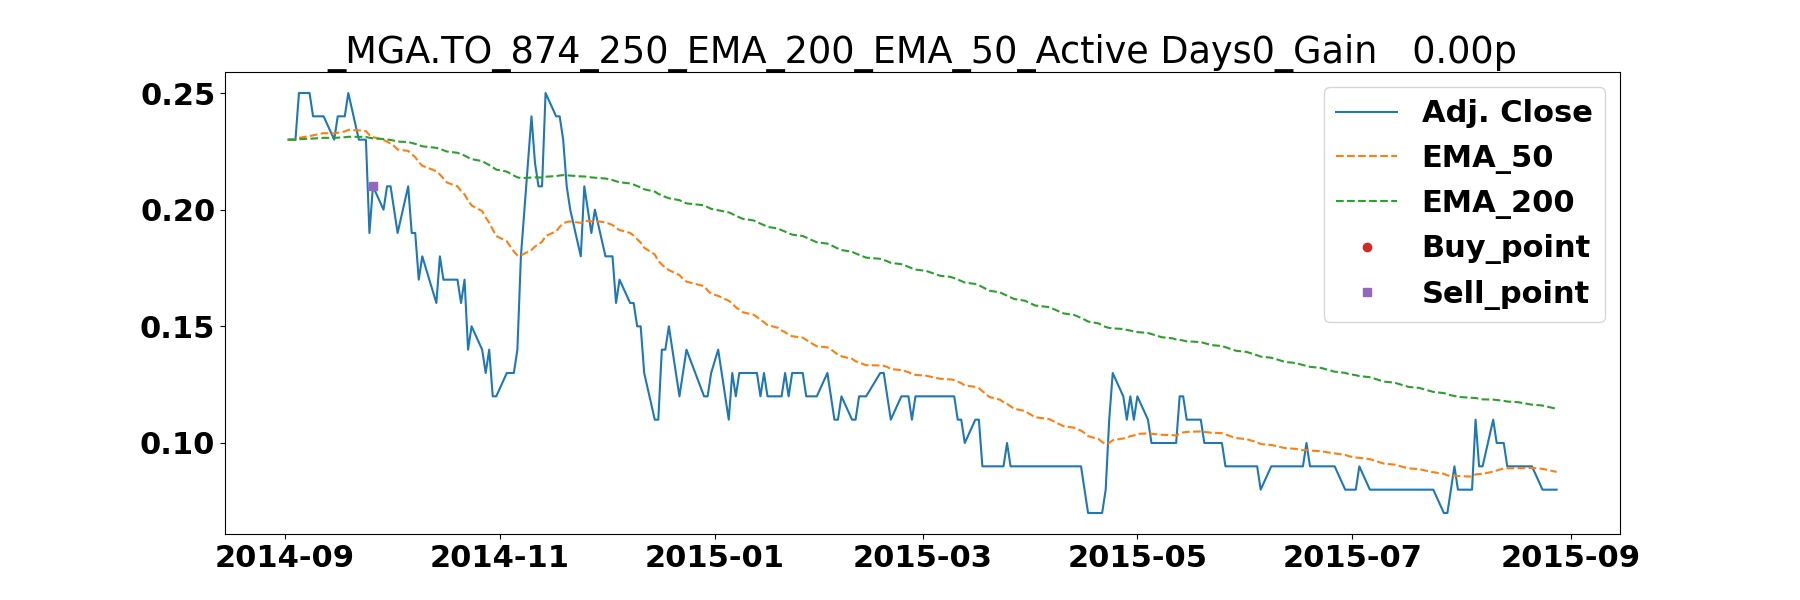 _MGA.TO_874_250_EMA_200_EMA_50_Active Days0_Gain   0.00p
0.25
0.20
0.15
0.10
Adj. Close
EMA_50
EMA_200
Buy_point
Sell_point
2014-09 2014-11 2015-01 2015-03 2015-05 2015-07 2015-09